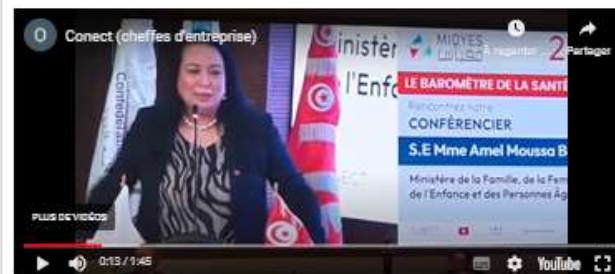 O
Conect (cheffes d'entreprise)
À regarder ...
Partager
inistèr
l'Enfa
MIQYES
2
LE BAROMÈTRE DE LA SANTÉ
Rencontrez notre
CONFÉRENCIER
S.E Mme Amel Moussa B
Ministère de la Famille, de la Fem
de l'Enfance et des Personnes Âg
PLUS DE VIDÉOS
0:13 / 1:45
YouTube